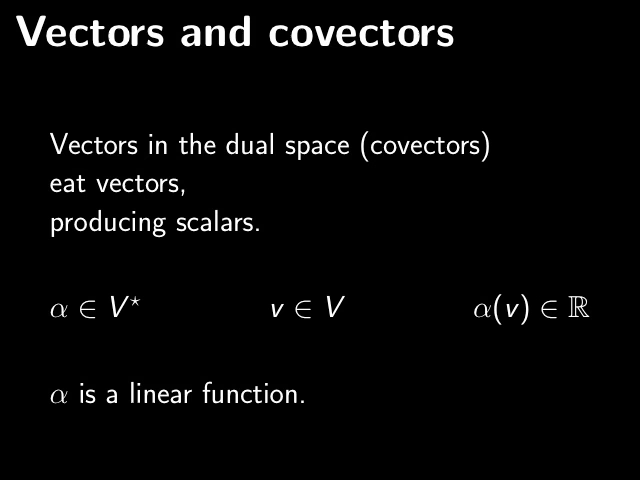 Vectors and covectors
Vectors in the dual space (covectors)
eat vectors,
producing scalars.
α ∈ V⋆ v ∈ V α(v) ∈ ℝ
α is a linear function.